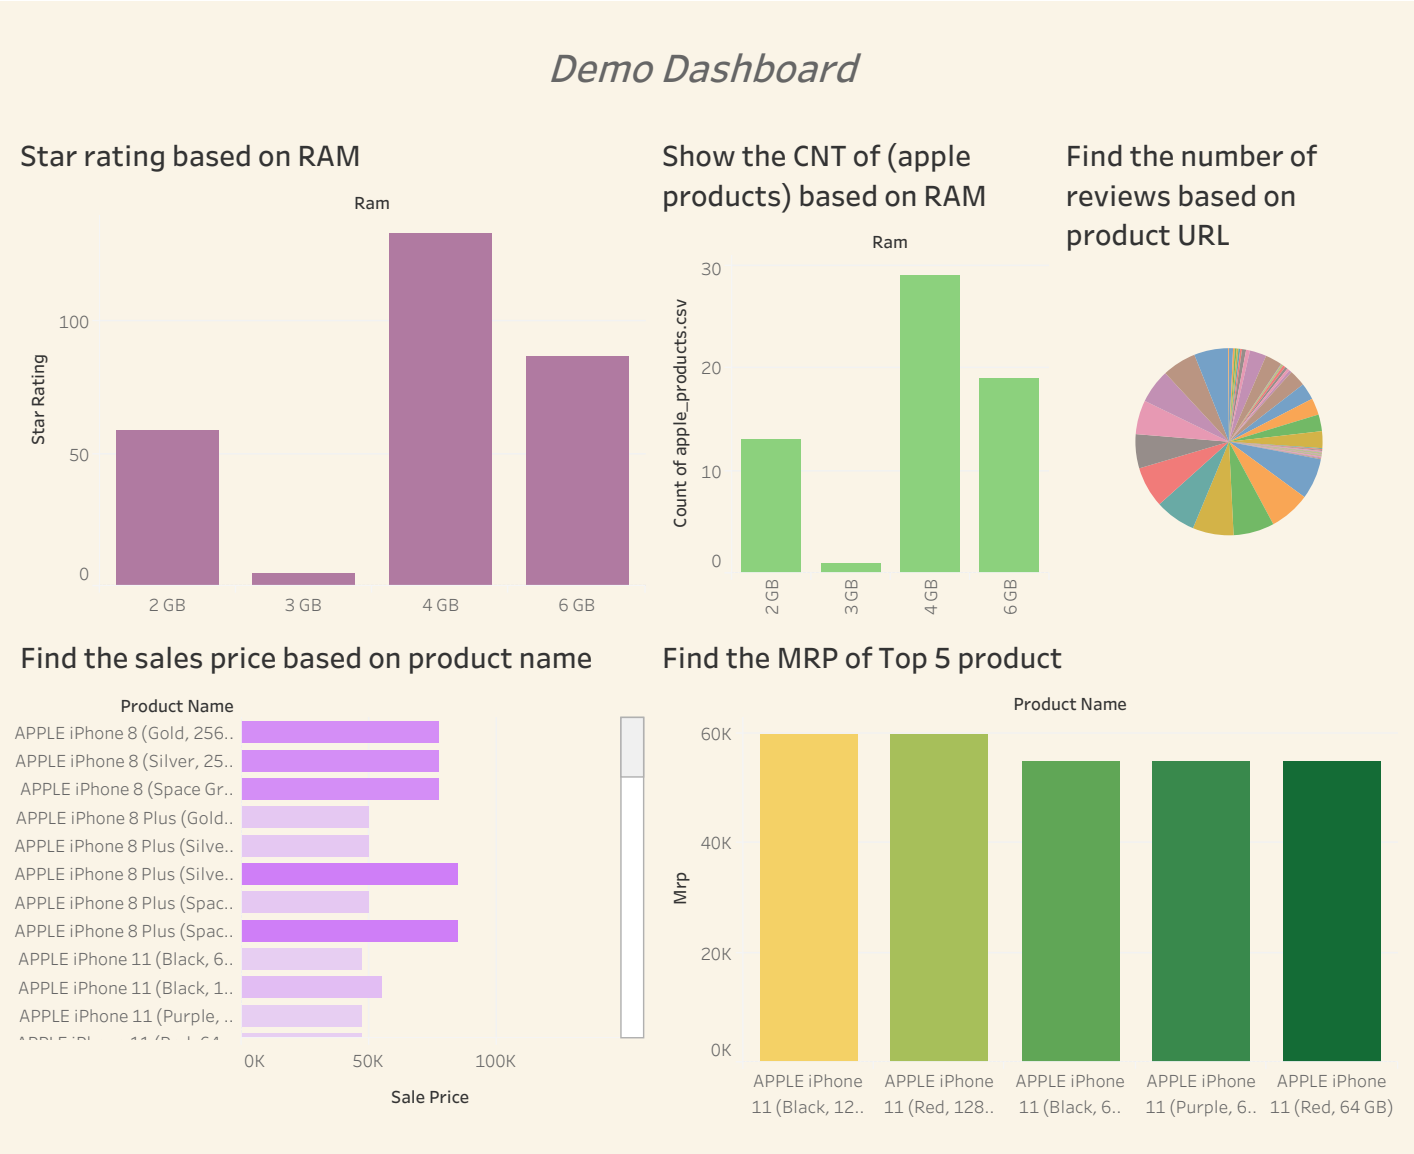 Demo Dashboard
Star rating based on RAM
Ram
Star Rating
100
50
0
2 GB
3 GB
4 GB
6 GB
Show the CNT of (apple
products) based on RAM
Ram
Count of apple_products.csv
30
20
10
0
2 GB
3 GB
4 GB
6 GB
Find the number of
reviews based on
product URL
Find the sales price based on product name
Product Name
APPLE iPhone 8 (Gold, 256..
APPLE iPhone 8 (Silver, 25..
APPLE iPhone 8 (Space Gr..
APPLE iPhone 8 Plus (Gold..
APPLE iPhone 8 Plus (Silve..
APPLE iPhone 8 Plus (Silve..
APPLE iPhone 8 Plus (Spac..
APPLE iPhone 8 Plus (Spac..
APPLE iPhone 11 (Black, 6..
APPLE iPhone 11 (Black, 1..
APPLE iPhone 11 (Purple, ..
0K
50K
100K
Sale Price
Find the MRP of Top 5 product
Product Name
Mrp
60K
40K
20K
0K
APPLE iPhone
11 (Black, 12..
APPLE iPhone
11 (Red, 128..
APPLE iPhone
11 (Black, 6..
APPLE iPhone
11 (Purple, 6..
APPLE iPhone
11 (Red, 64 GB)